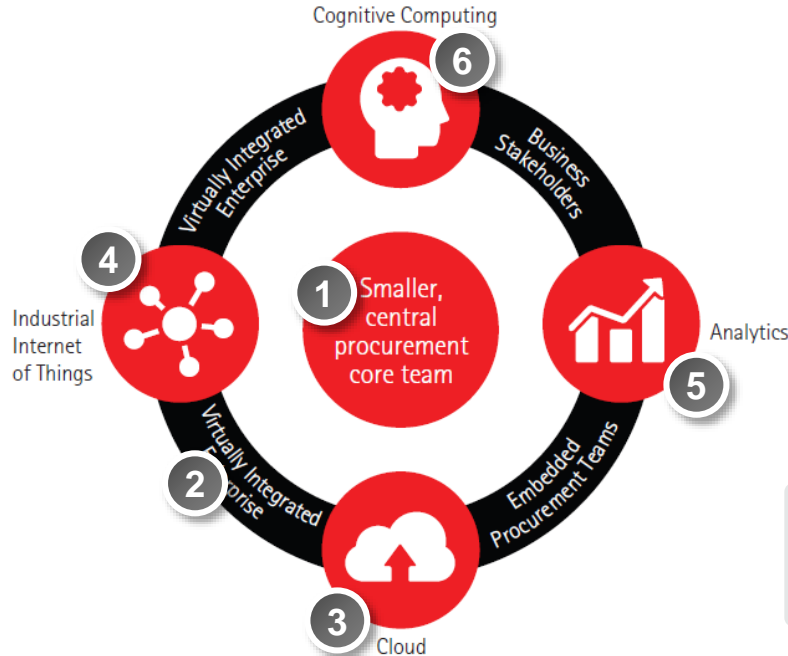 Cognitive Computing
6
Virtually Integrated
Enterprise
Business
Stakeholders
4
1
Smaller,
central
procurement
core team
Industrial
Internet
of Things
Analytics
5
Virtually Integrated
Enterprise
2
Embedded
Procurement Teams
3
Cloud